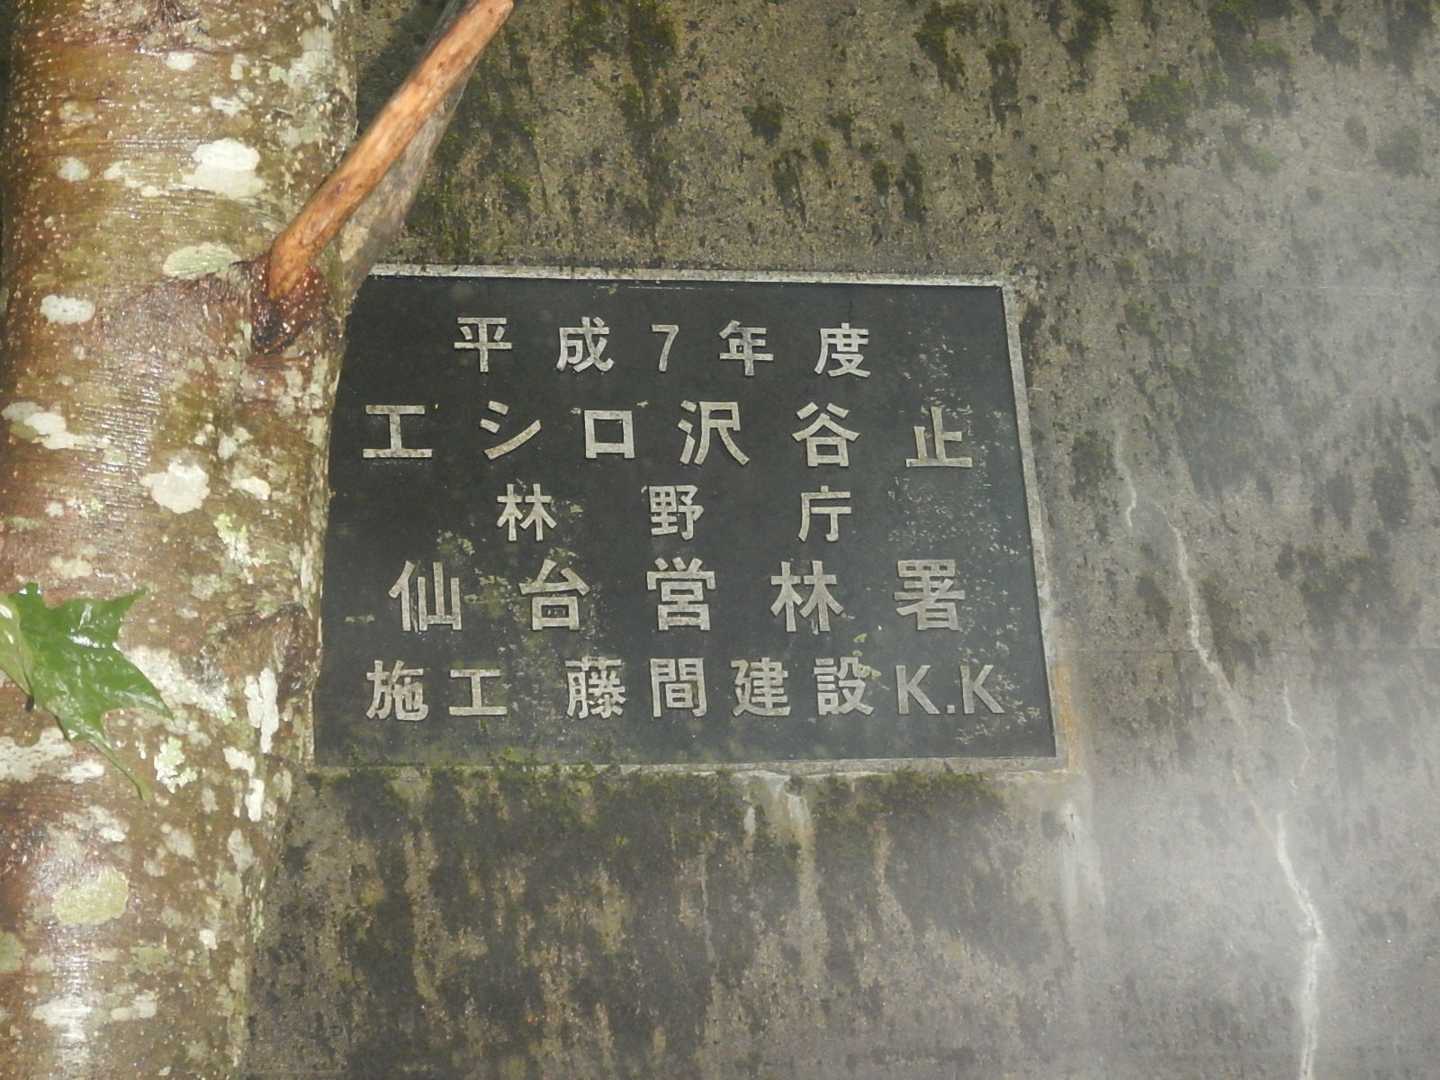 平成7年度
エシロ沢谷止
林野庁
仙台営林署
施工 藤間建設K.K